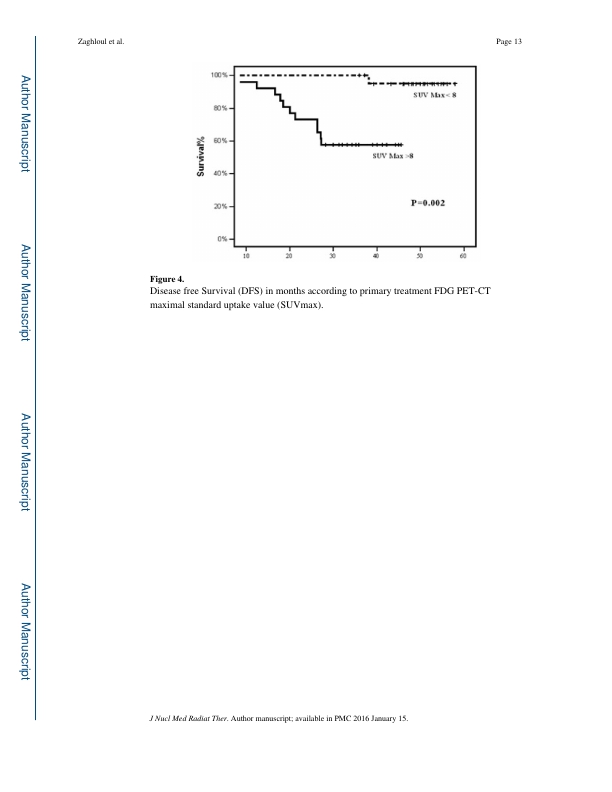 Zaghloul et al.
Page 13
Author Manuscript
Author Manuscript
Author Manuscript
Author Manuscript
100%
80%
60%
40%
20%
0%
Survival%
SUV Max< 8
SUV Max >8
P=0.002
10 20 30 40 50 60
Figure 4.
Disease free Survival (DFS) in months according to primary treatment FDG PET-CT
maximal standard uptake value (SUVmax).
J Nucl Med Radiat Ther. Author manuscript; available in PMC 2016 January 15.